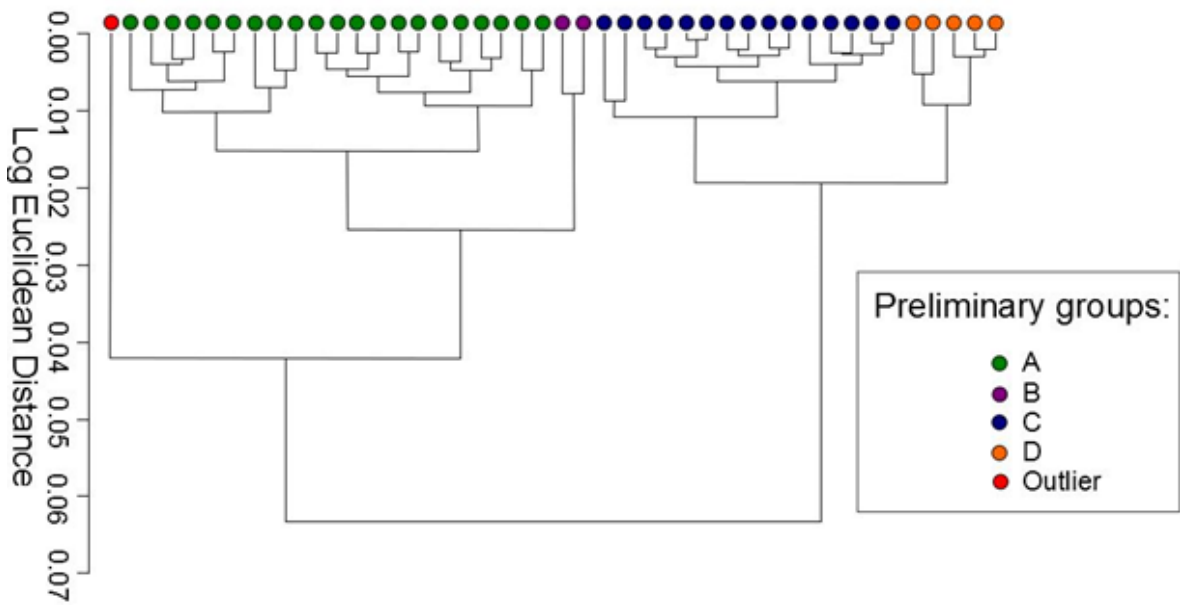 0.00
0.01
0.02
0.03
0.04
0.05
0.06
0.07
Log Euclidean Distance
Preliminary groups:
A
B
C
D
Outlier